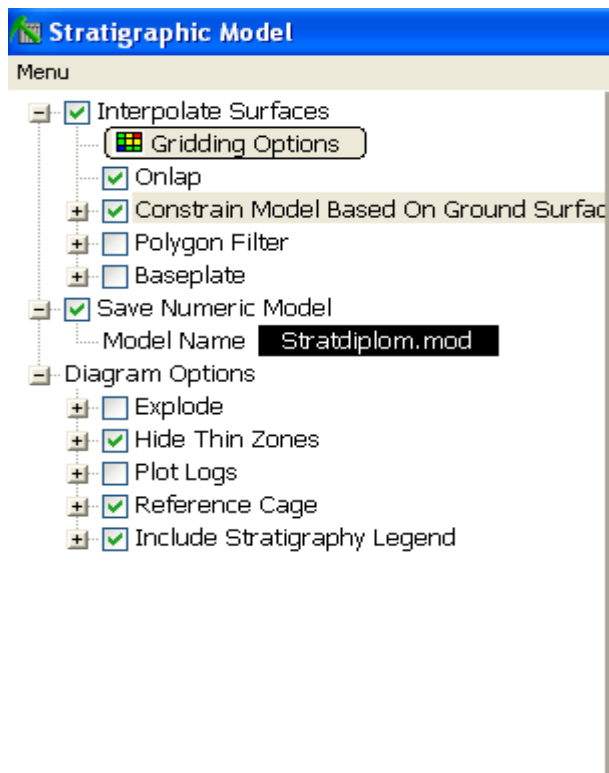 Stratigraphic Model
Menu
Interpolate Surfaces
Gridding Options
Onlap
Constrain Model Based On Ground Surfac
Polygon Filter
Baseplate
Save Numeric Model
Model Name Stratdiplom.mod
Diagram Options
Explode
Hide Thin Zones
Plot Logs
Reference Cage
Include Stratigraphy Legend